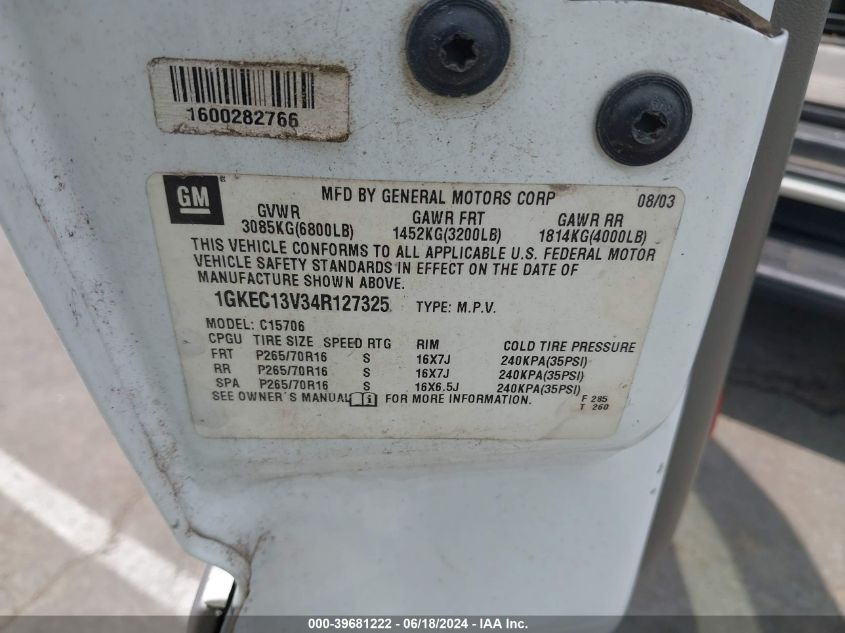 1600282766
GM ®
MFD BY GENERAL MOTORS CORP 08/03
GVWR GAWR FRT GAWR RR
3085KG(6800LB) 1452KG(3200LB) 1814KG(4000LB)
THIS VEHICLE CONFORMS TO ALL APPLICABLE U.S. FEDERAL MOTOR
VEHICLE SAFETY STANDARDS IN EFFECT ON THE DATE OF
MANUFACTURE SHOWN ABOVE.
1GKEC13V34R127325 TYPE: M.P.V.
MODEL: C15706
CPGU TIRE SIZE SPEED RTG RIM COLD TIRE PRESSURE
FRT P265/70R16 S 16X7J 240KPA(35PSI)
RR P265/70R16 S 16X7J 240KPA(35PSI)
SPA P265/70R16 S 16X6.5J 240KPA(35PSI)
SEE OWNER'S MANUAL i FOR MORE INFORMATION. F 285
T 260
000-39681222 - 06/18/2024 - IAA Inc.